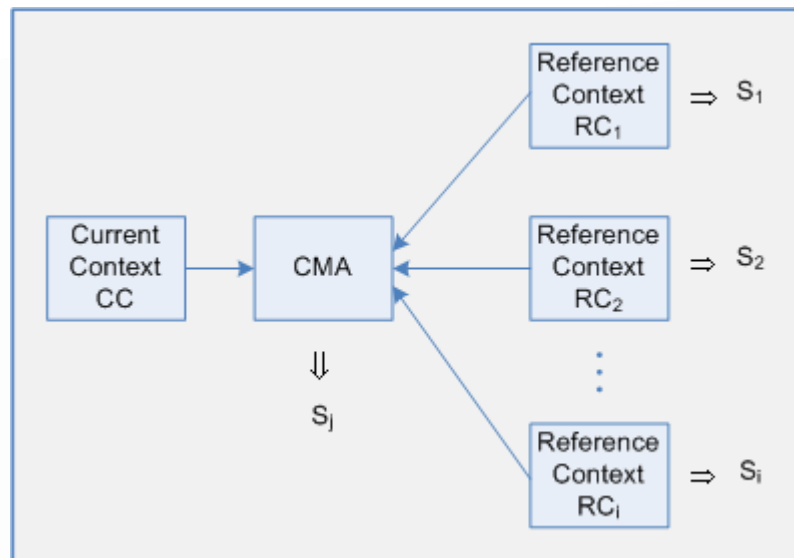 Reference
Context
RC₁
⇒ S₁
Current
Context
CC
CMA
Reference
Context
RC₂
⇒ S₂
⇓
Sⱼ
⋮
Reference
Context
RCᵢ
⇒ Sᵢ